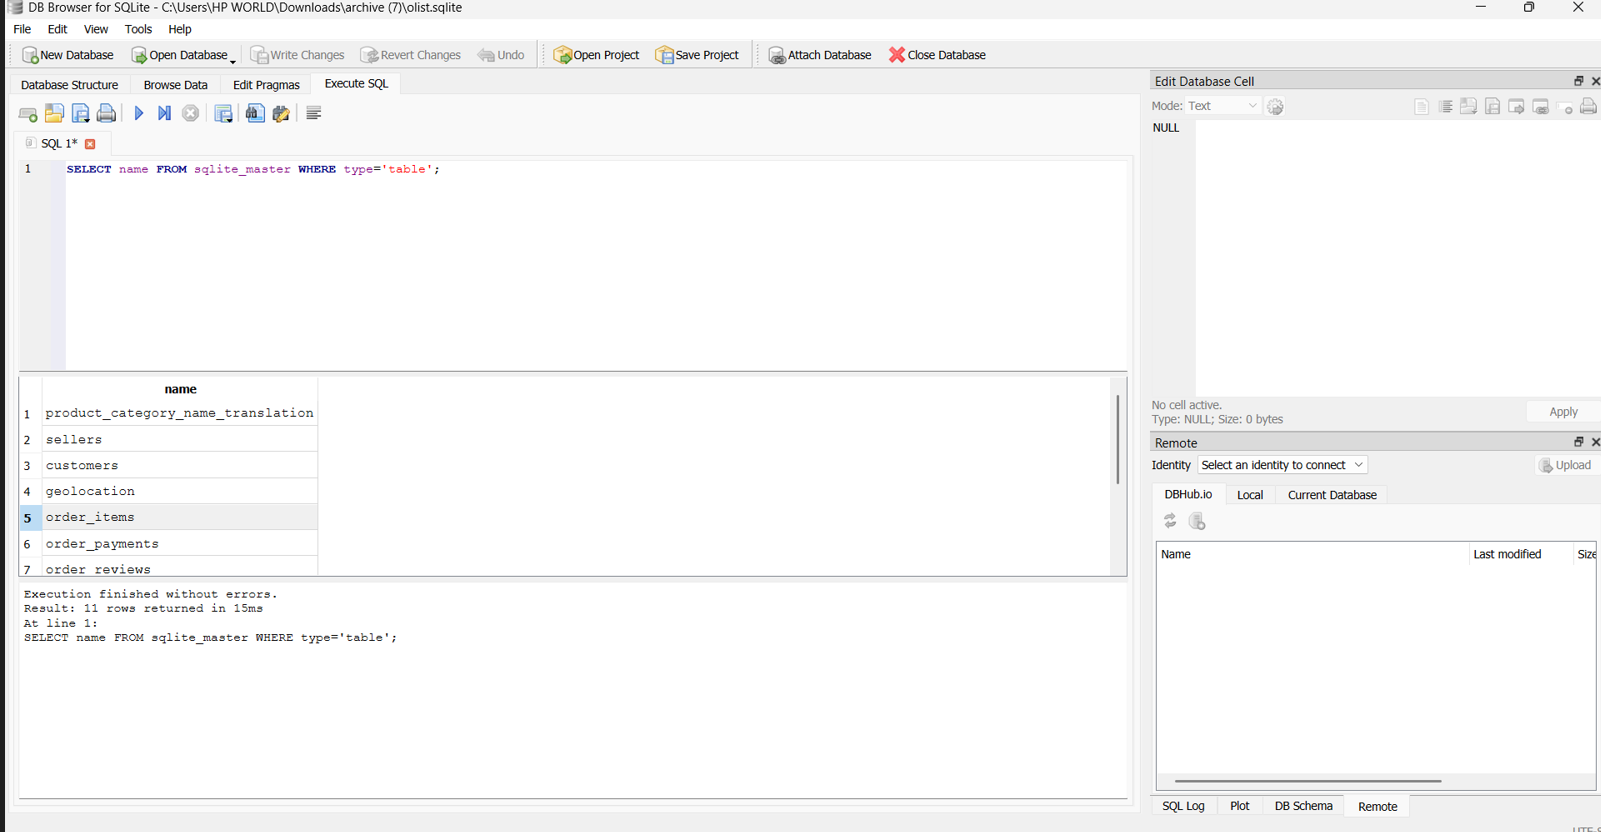 DB Browser for SQLite - C:\Users\HP WORLD\Downloads\archive (7)\olist.sqlite
File Edit View Tools Help
New Database Open Database Write Changes Revert Changes Undo Open Project Save Project Attach Database Close Database
Database Structure Browse Data Edit Pragmas Execute SQL
SQL 1*
1 SELECT name FROM sqlite_master WHERE type='table';
name
1 product_category_name_translation
2 sellers
3 customers
4 geolocation
5 order_items
6 order_payments
7 order_reviews
Execution finished without errors.
Result: 11 rows returned in 15ms
At line 1:
SELECT name FROM sqlite_master WHERE type='table';
Edit Database Cell
Mode: Text
NULL
No cell active.
Type: NULL; Size: 0 bytes
Apply
Remote
Identity Select an identity to connect Upload
DBHub.io Local Current Database
Name Last modified Size
SQL Log Plot DB Schema Remote